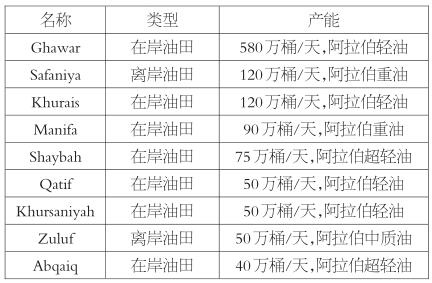 名称 类型 产能
Ghawar 在岸油田 580万桶/天,阿拉伯轻油
Safaniya 离岸油田 120万桶/天,阿拉伯重油
Khurais 在岸油田 120万桶/天,阿拉伯轻油
Manifa 在岸油田 90万桶/天,阿拉伯重油
Shaybah 在岸油田 75万桶/天,阿拉伯超轻油
Qatif 在岸油田 50万桶/天,阿拉伯轻油
Khursaniyah 在岸油田 50万桶/天,阿拉伯轻油
Zuluf 离岸油田 50万桶/天,阿拉伯中质油
Abqaiq 在岸油田 40万桶/天,阿拉伯超轻油